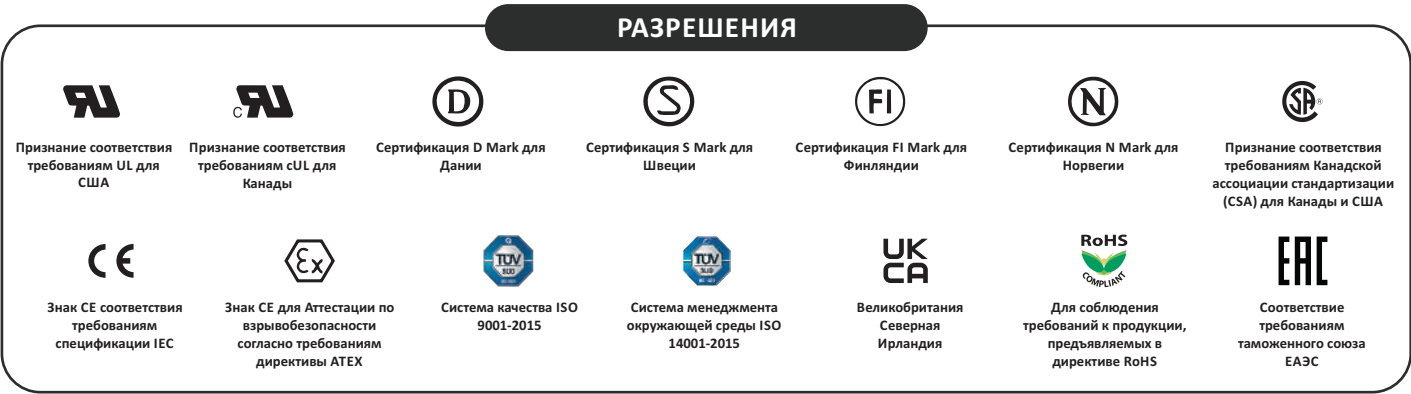 РАЗРЕШЕНИЯ
Признание соответствия
требованиям UL для
США
c
Признание соответствия
требованиям cUL для
Канады
D
Сертификация D Mark для
Дании
S
Сертификация S Mark для
Швеции
FI
Сертификация FI Mark для
Финляндии
N
Сертификация N Mark для
Норвегии
SA ®
Признание соответствия
требованиям Канадской
ассоциации стандартизации
(CSA) для Канады и США
CE
Знак CE соответствия
требованиям
спецификации IEC
Ex
Знак CE для Аттестации по
взрывобезопасности
согласно требованиям
директивы ATEX
TÜV
SÜD
Система качества ISO
9001-2015
TÜV
SÜD
Система менеджмента
окружающей среды ISO
14001-2015
UK
CA
Великобритания
Северная
Ирландия
RoHS
COMPLIANT
Для соблюдения
требований к продукции,
предъявляемых в
директиве RoHS
EAC
Соответствие
требованиям
таможенного союза
ЕАЭС